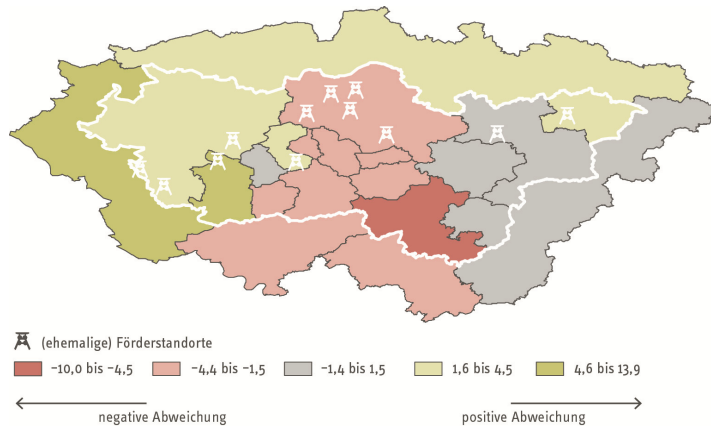 (ehemalige) Förderstandorte
−10,0 bis −4,5 −4,4 bis −1,5 −1,4 bis 1,5 1,6 bis 4,5 4,6 bis 13,9
negative Abweichung positive Abweichung